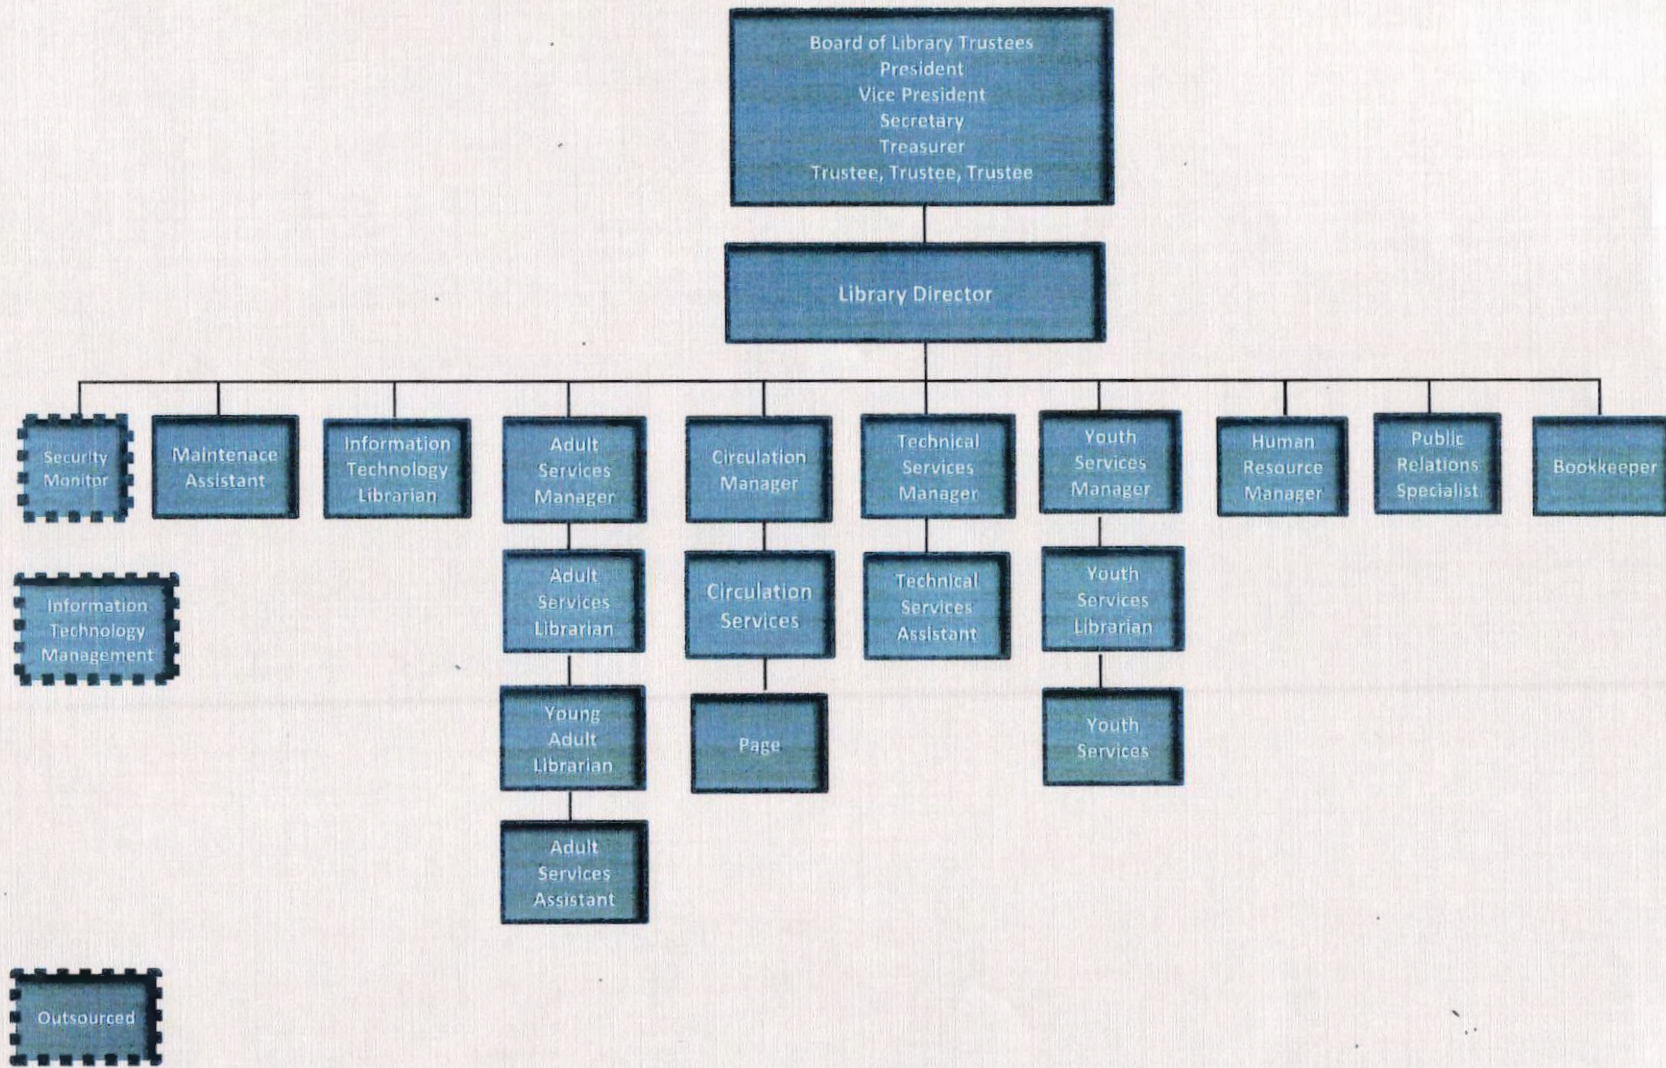 Board of Library Trustees
President
Vice President
Secretary
Treasurer
Trustee, Trustee, Trustee
Library Director
Security
Monitor
Maintenace
Assistant
Information
Technology
Librarian
Adult
Services
Manager
Circulation
Manager
Technical
Services
Manager
Youth
Services
Manager
Human
Resource
Manager
Public
Relations
Specialist
Bookkeeper
Information
Technology
Management
Adult
Services
Librarian
Circulation
Services
Technical
Services
Assistant
Youth
Services
Librarian
Young
Adult
Librarian
Page
Youth
Services
Adult
Services
Assistant
Outsourced